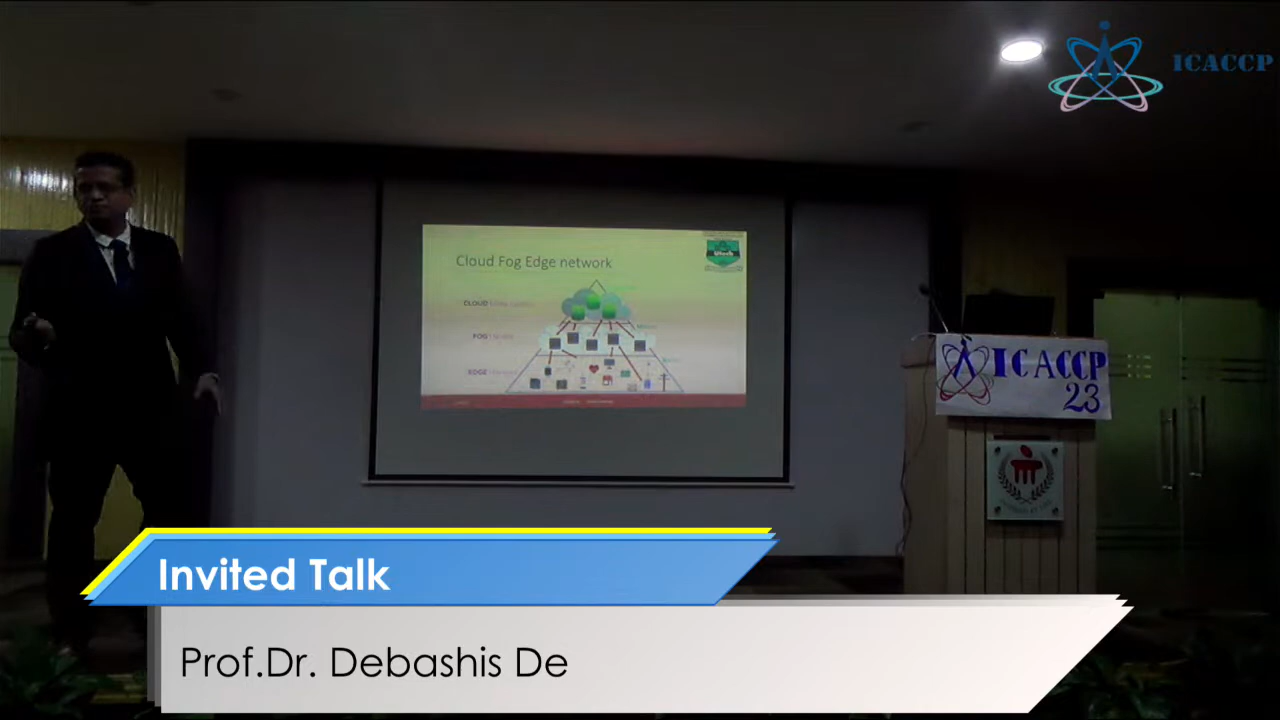 ICACCP
Cloud Fog Edge network
CLOUD
FOG
EDGE
ICACCP
23
Invited Talk
Prof.Dr. Debashis De